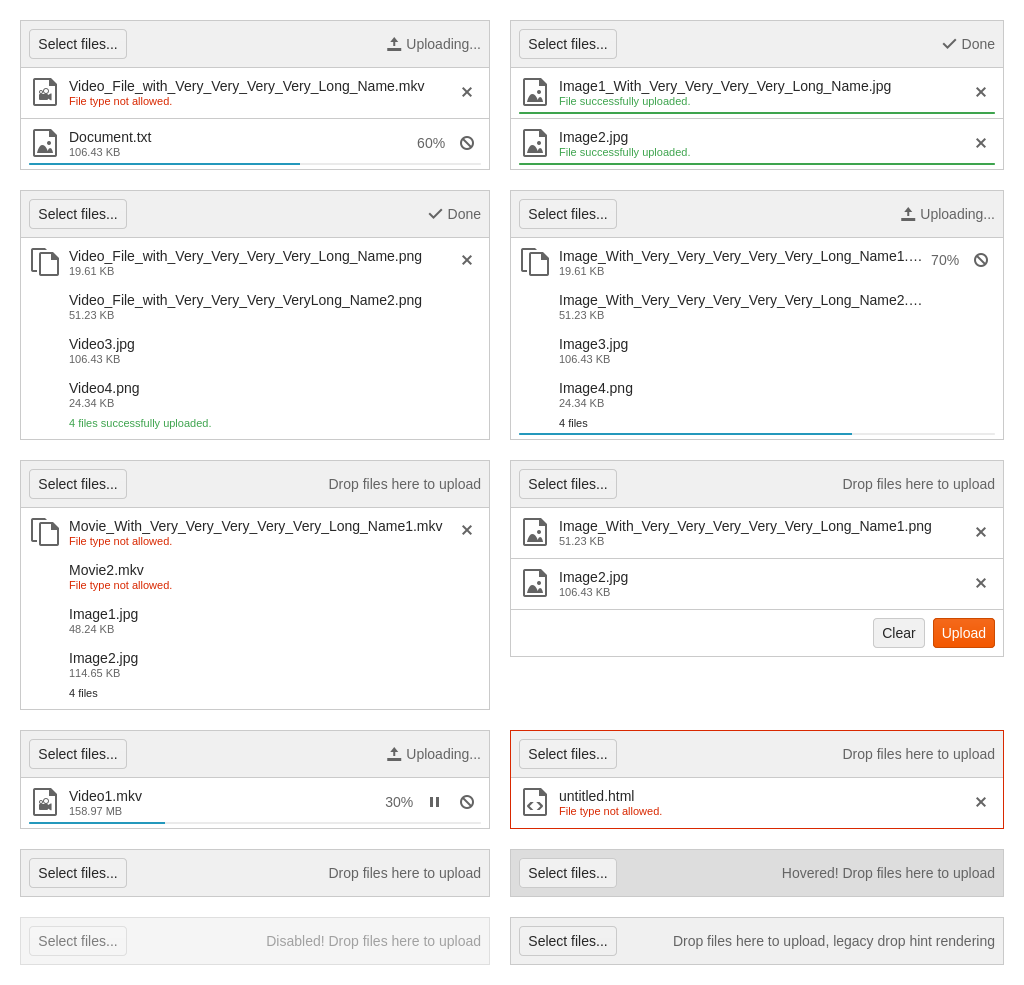 Select files...
Uploading...
Video_File_with_Very_Very_Very_Very_Long_Name.mkv
File type not allowed.
Document.txt
106.43 KB
60%
Select files...
Done
Image1_With_Very_Very_Very_Very_Long_Name.jpg
File successfully uploaded.
Image2.jpg
File successfully uploaded.
Select files...
Done
Video_File_with_Very_Very_Very_Very_Long_Name.png
19.61 KB
Video_File_with_Very_Very_Very_VeryLong_Name2.png
51.23 KB
Video3.jpg
106.43 KB
Video4.png
24.34 KB
4 files successfully uploaded.
Select files...
Uploading...
Image_With_Very_Very_Very_Very_Very_Long_Name1.…
19.61 KB
70%
Image_With_Very_Very_Very_Very_Very_Long_Name2.…
51.23 KB
Image3.jpg
106.43 KB
Image4.png
24.34 KB
4 files
Select files...
Drop files here to upload
Movie_With_Very_Very_Very_Very_Very_Long_Name1.mkv
File type not allowed.
Movie2.mkv
File type not allowed.
Image1.jpg
48.24 KB
Image2.jpg
114.65 KB
4 files
Select files...
Drop files here to upload
Image_With_Very_Very_Very_Very_Very_Long_Name1.png
51.23 KB
Image2.jpg
106.43 KB
Clear
Upload
Select files...
Uploading...
Video1.mkv
158.97 MB
30%
Select files...
Drop files here to upload
untitled.html
File type not allowed.
Select files...
Drop files here to upload
Select files...
Hovered! Drop files here to upload
Select files...
Disabled! Drop files here to upload
Select files...
Drop files here to upload, legacy drop hint rendering